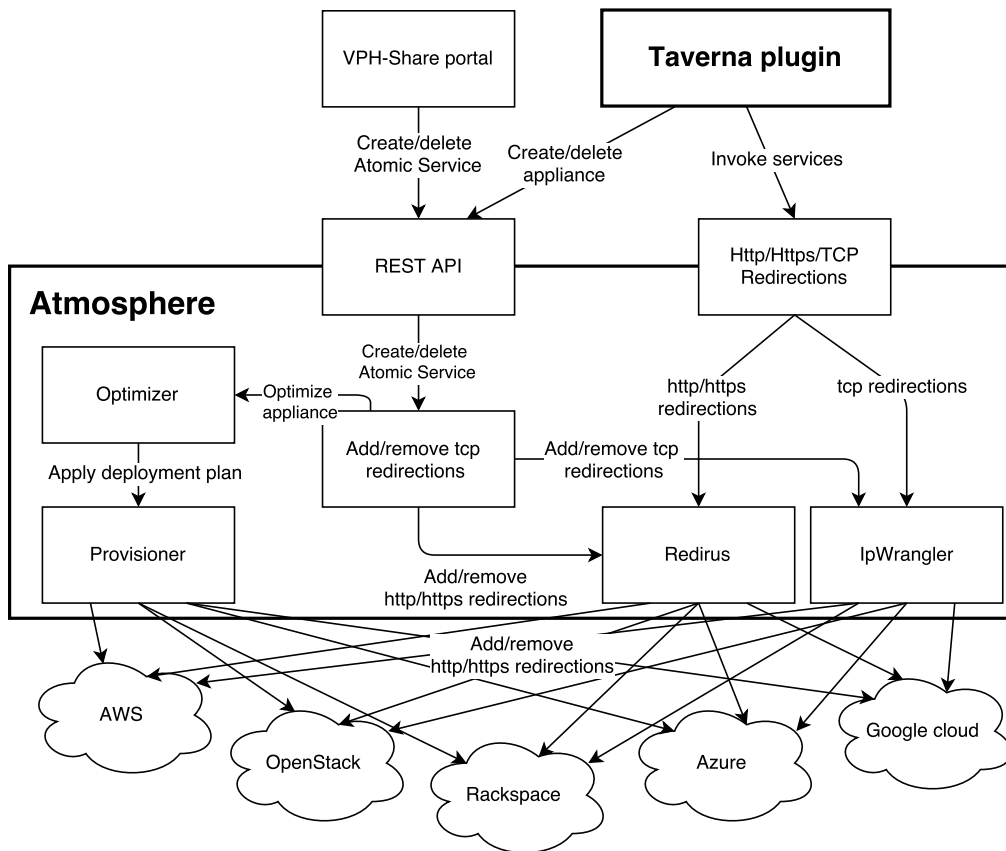 VPH-Share portal
Taverna plugin
Create/delete
Atomic Service
Create/delete
appliance
Invoke services
REST API
Http/Https/TCP
Redirections
Atmosphere
Create/delete
Atomic Service
Optimizer
Optimize
appliance
http/https
redirections
tcp redirections
Add/remove tcp
redirections
Add/remove tcp
redirections
Apply deployment plan
Provisioner
Redirus
IpWrangler
Add/remove
http/https redirections
Add/remove
http/https redirections
AWS
OpenStack
Rackspace
Azure
Google cloud